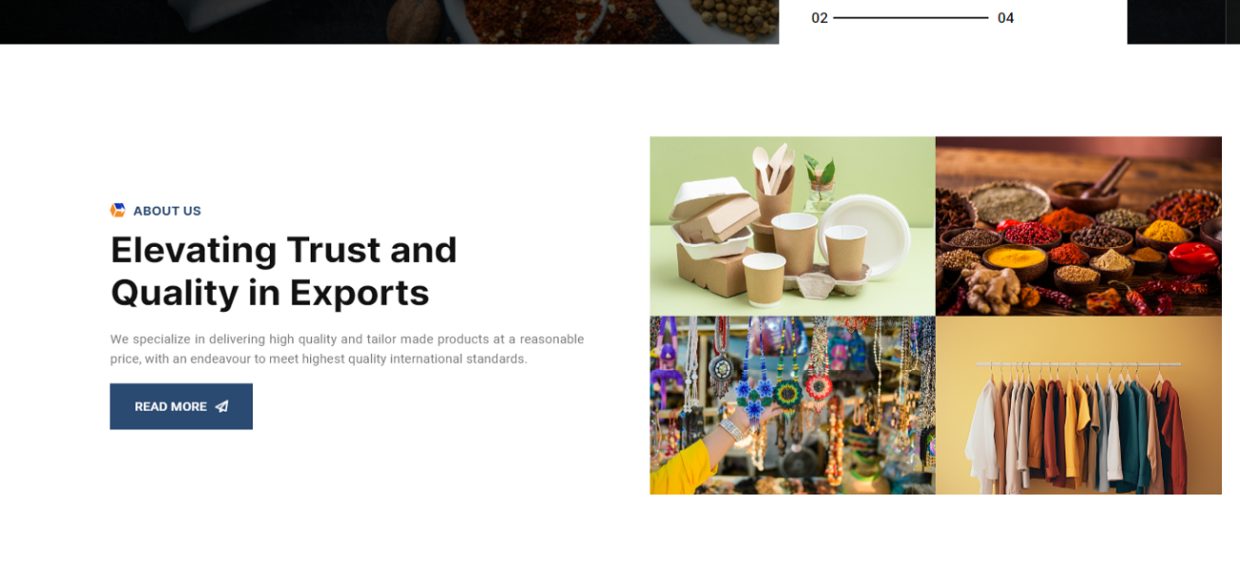 02 04
ABOUT US
Elevating Trust and
Quality in Exports
We specialize in delivering high quality and tailor made products at a reasonable
price, with an endeavour to meet highest quality international standards.
READ MORE